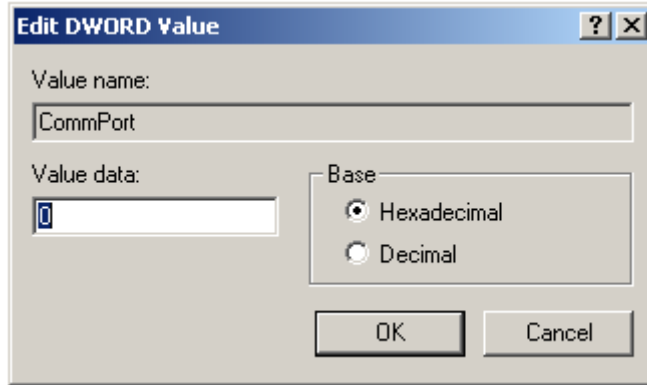 Edit DWORD Value
Value name:
CommPort
Value data:
0
Base
Hexadecimal
Decimal
OK
Cancel